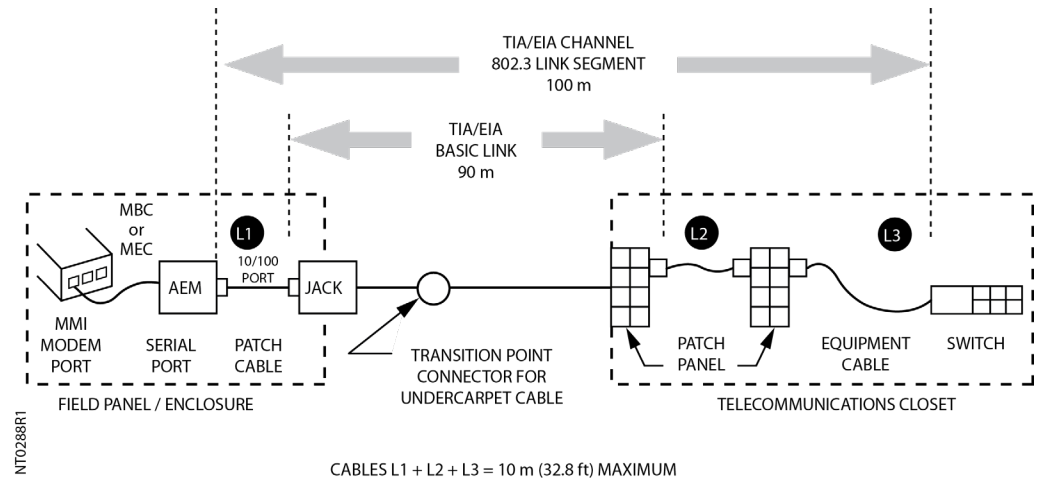 TIA/EIA CHANNEL
802.3 LINK SEGMENT
100 m
TIA/EIA
BASIC LINK
90 m
MBC
or
MEC
L1
L2
L3
10/100
PORT
AEM
JACK
MMI
MODEM
PORT
SERIAL
PORT
PATCH
CABLE
TRANSITION POINT
CONNECTOR FOR
UNDERCARPET CABLE
PATCH
PANEL
EQUIPMENT
CABLE
SWITCH
FIELD PANEL / ENCLOSURE
TELECOMMUNICATIONS CLOSET
NT0288R1
CABLES L1 + L2 + L3 = 10 m (32.8 ft) MAXIMUM